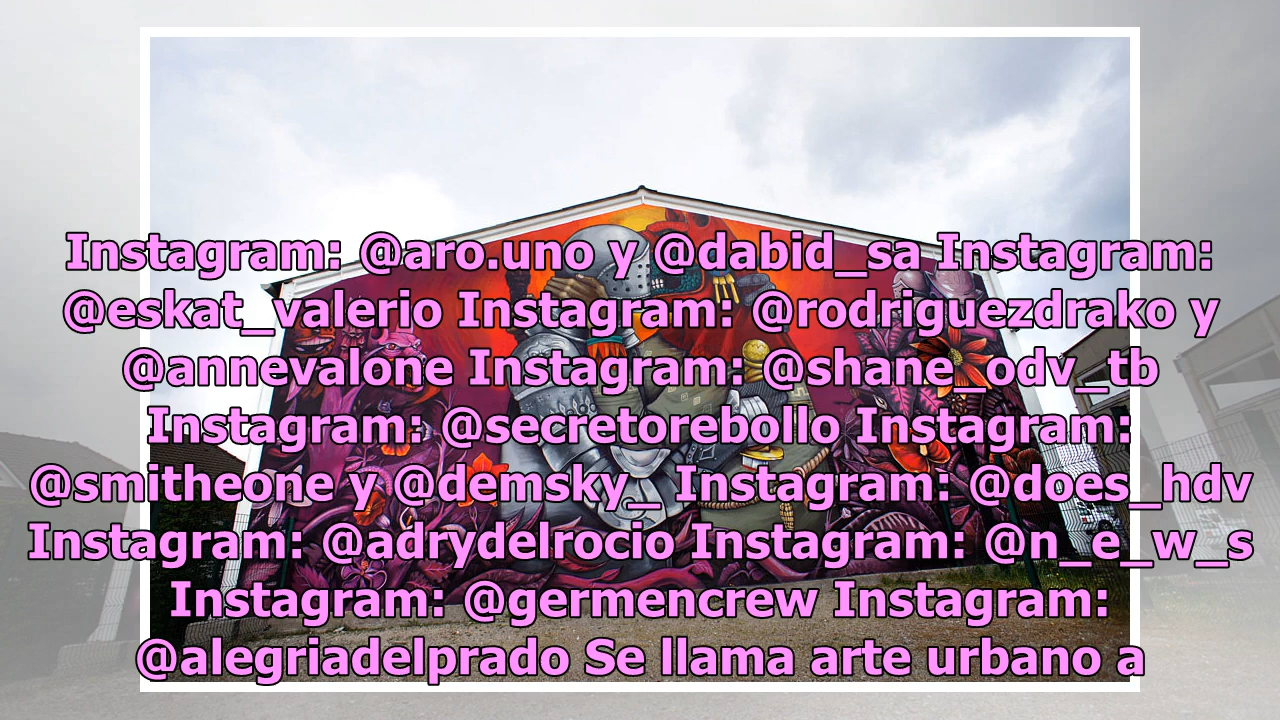 Instagram: @aro.uno y @dabid_sa Instagram:
@eskat_valerio Instagram: @rodriguezdrako y
@annevalone Instagram: @shane_odv_tb
Instagram: @secretorebollo Instagram:
@smitheone y @demsky_ Instagram: @does_hdv
Instagram: @adrydelrocio Instagram: @n_e_w_s
Instagram: @germencrew Instagram:
@alegriadelprado Se llama arte urbano a